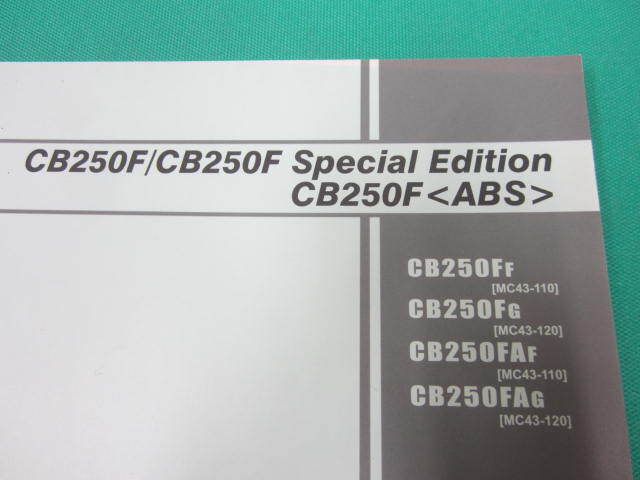 CB250F/CB250F Special Edition
CB250F<ABS>
CB250FF
[MC43-110]
CB250FG
[MC43-120]
CB250FAF
[MC43-110]
CB250FAG
[MC43-120]